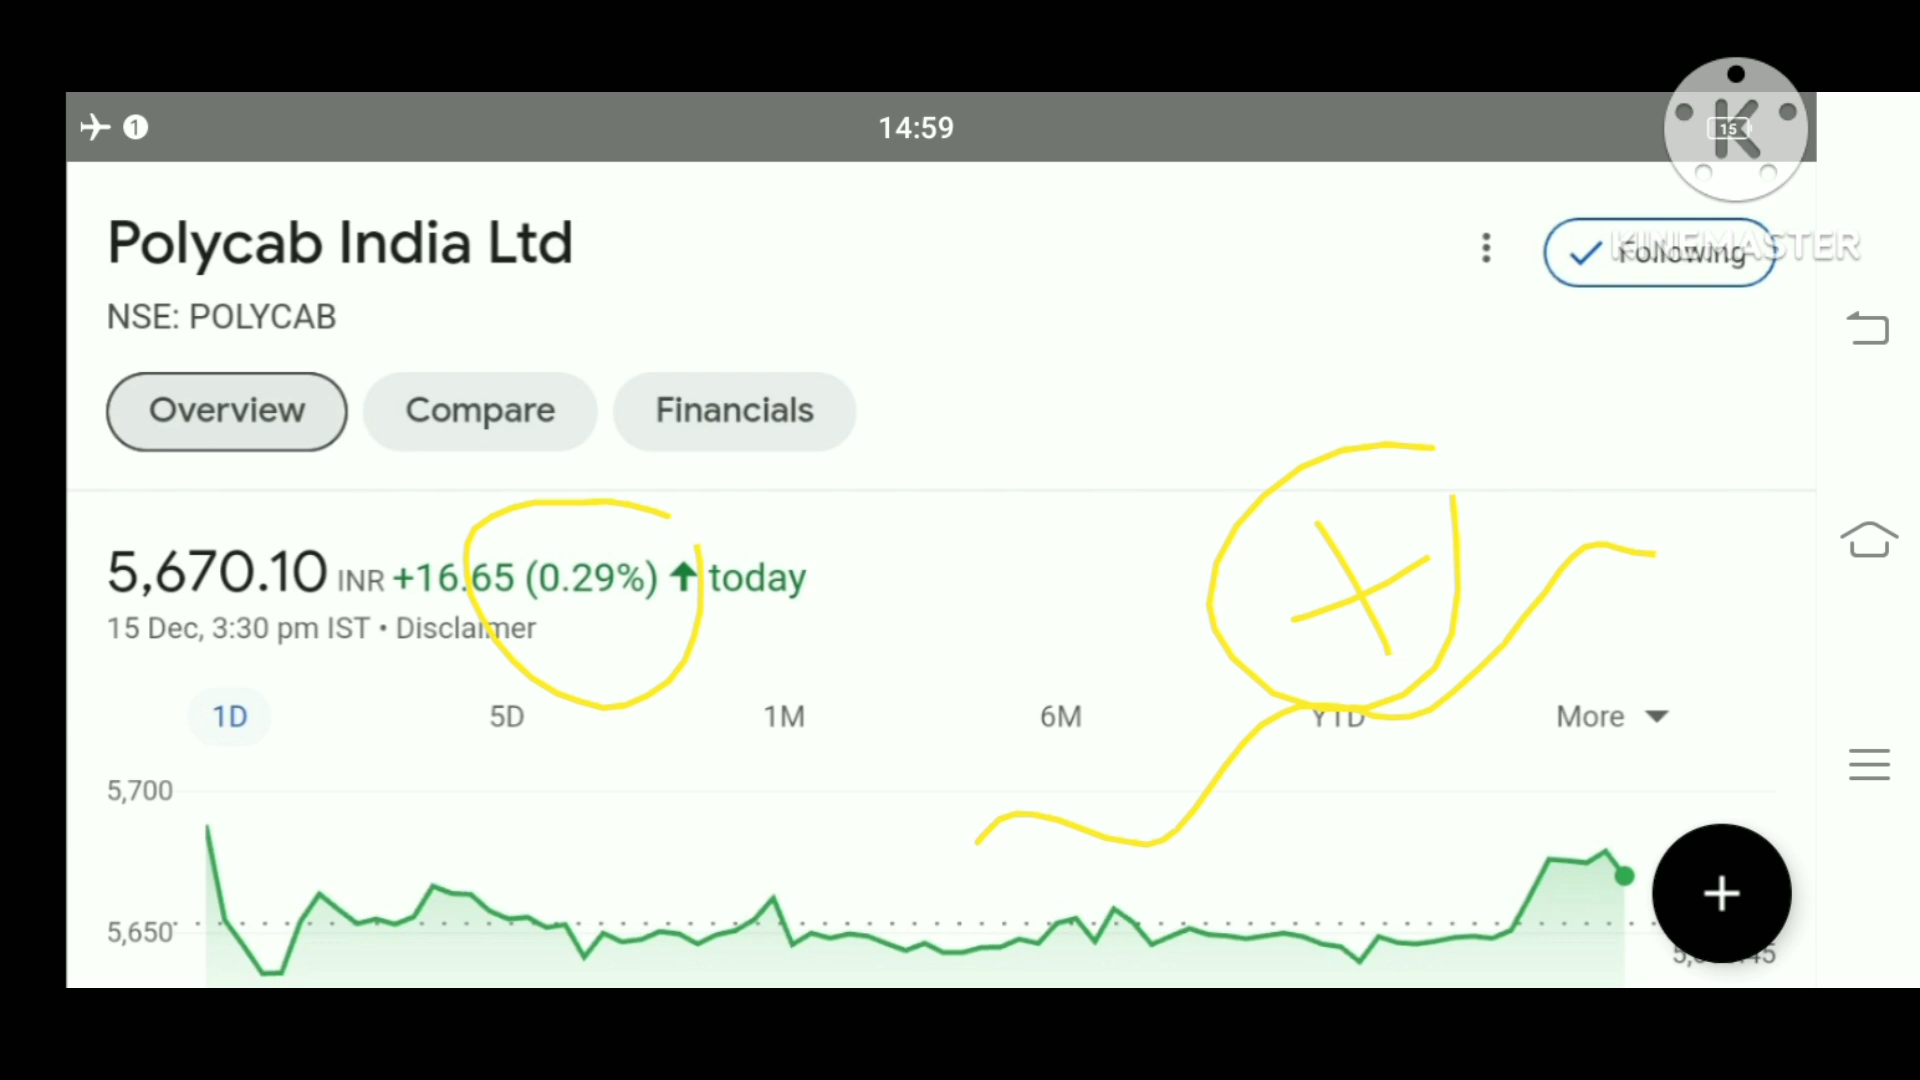 1 14:59 15
K
Polycab India Ltd
Following
KINEMASTER
NSE: POLYCAB
Overview Compare Financials
5,670.10 INR +16.65 (0.29%) ↑ today
15 Dec, 3:30 pm IST • Disclaimer
1D 5D 1M 6M YTD More
5,700
5,650